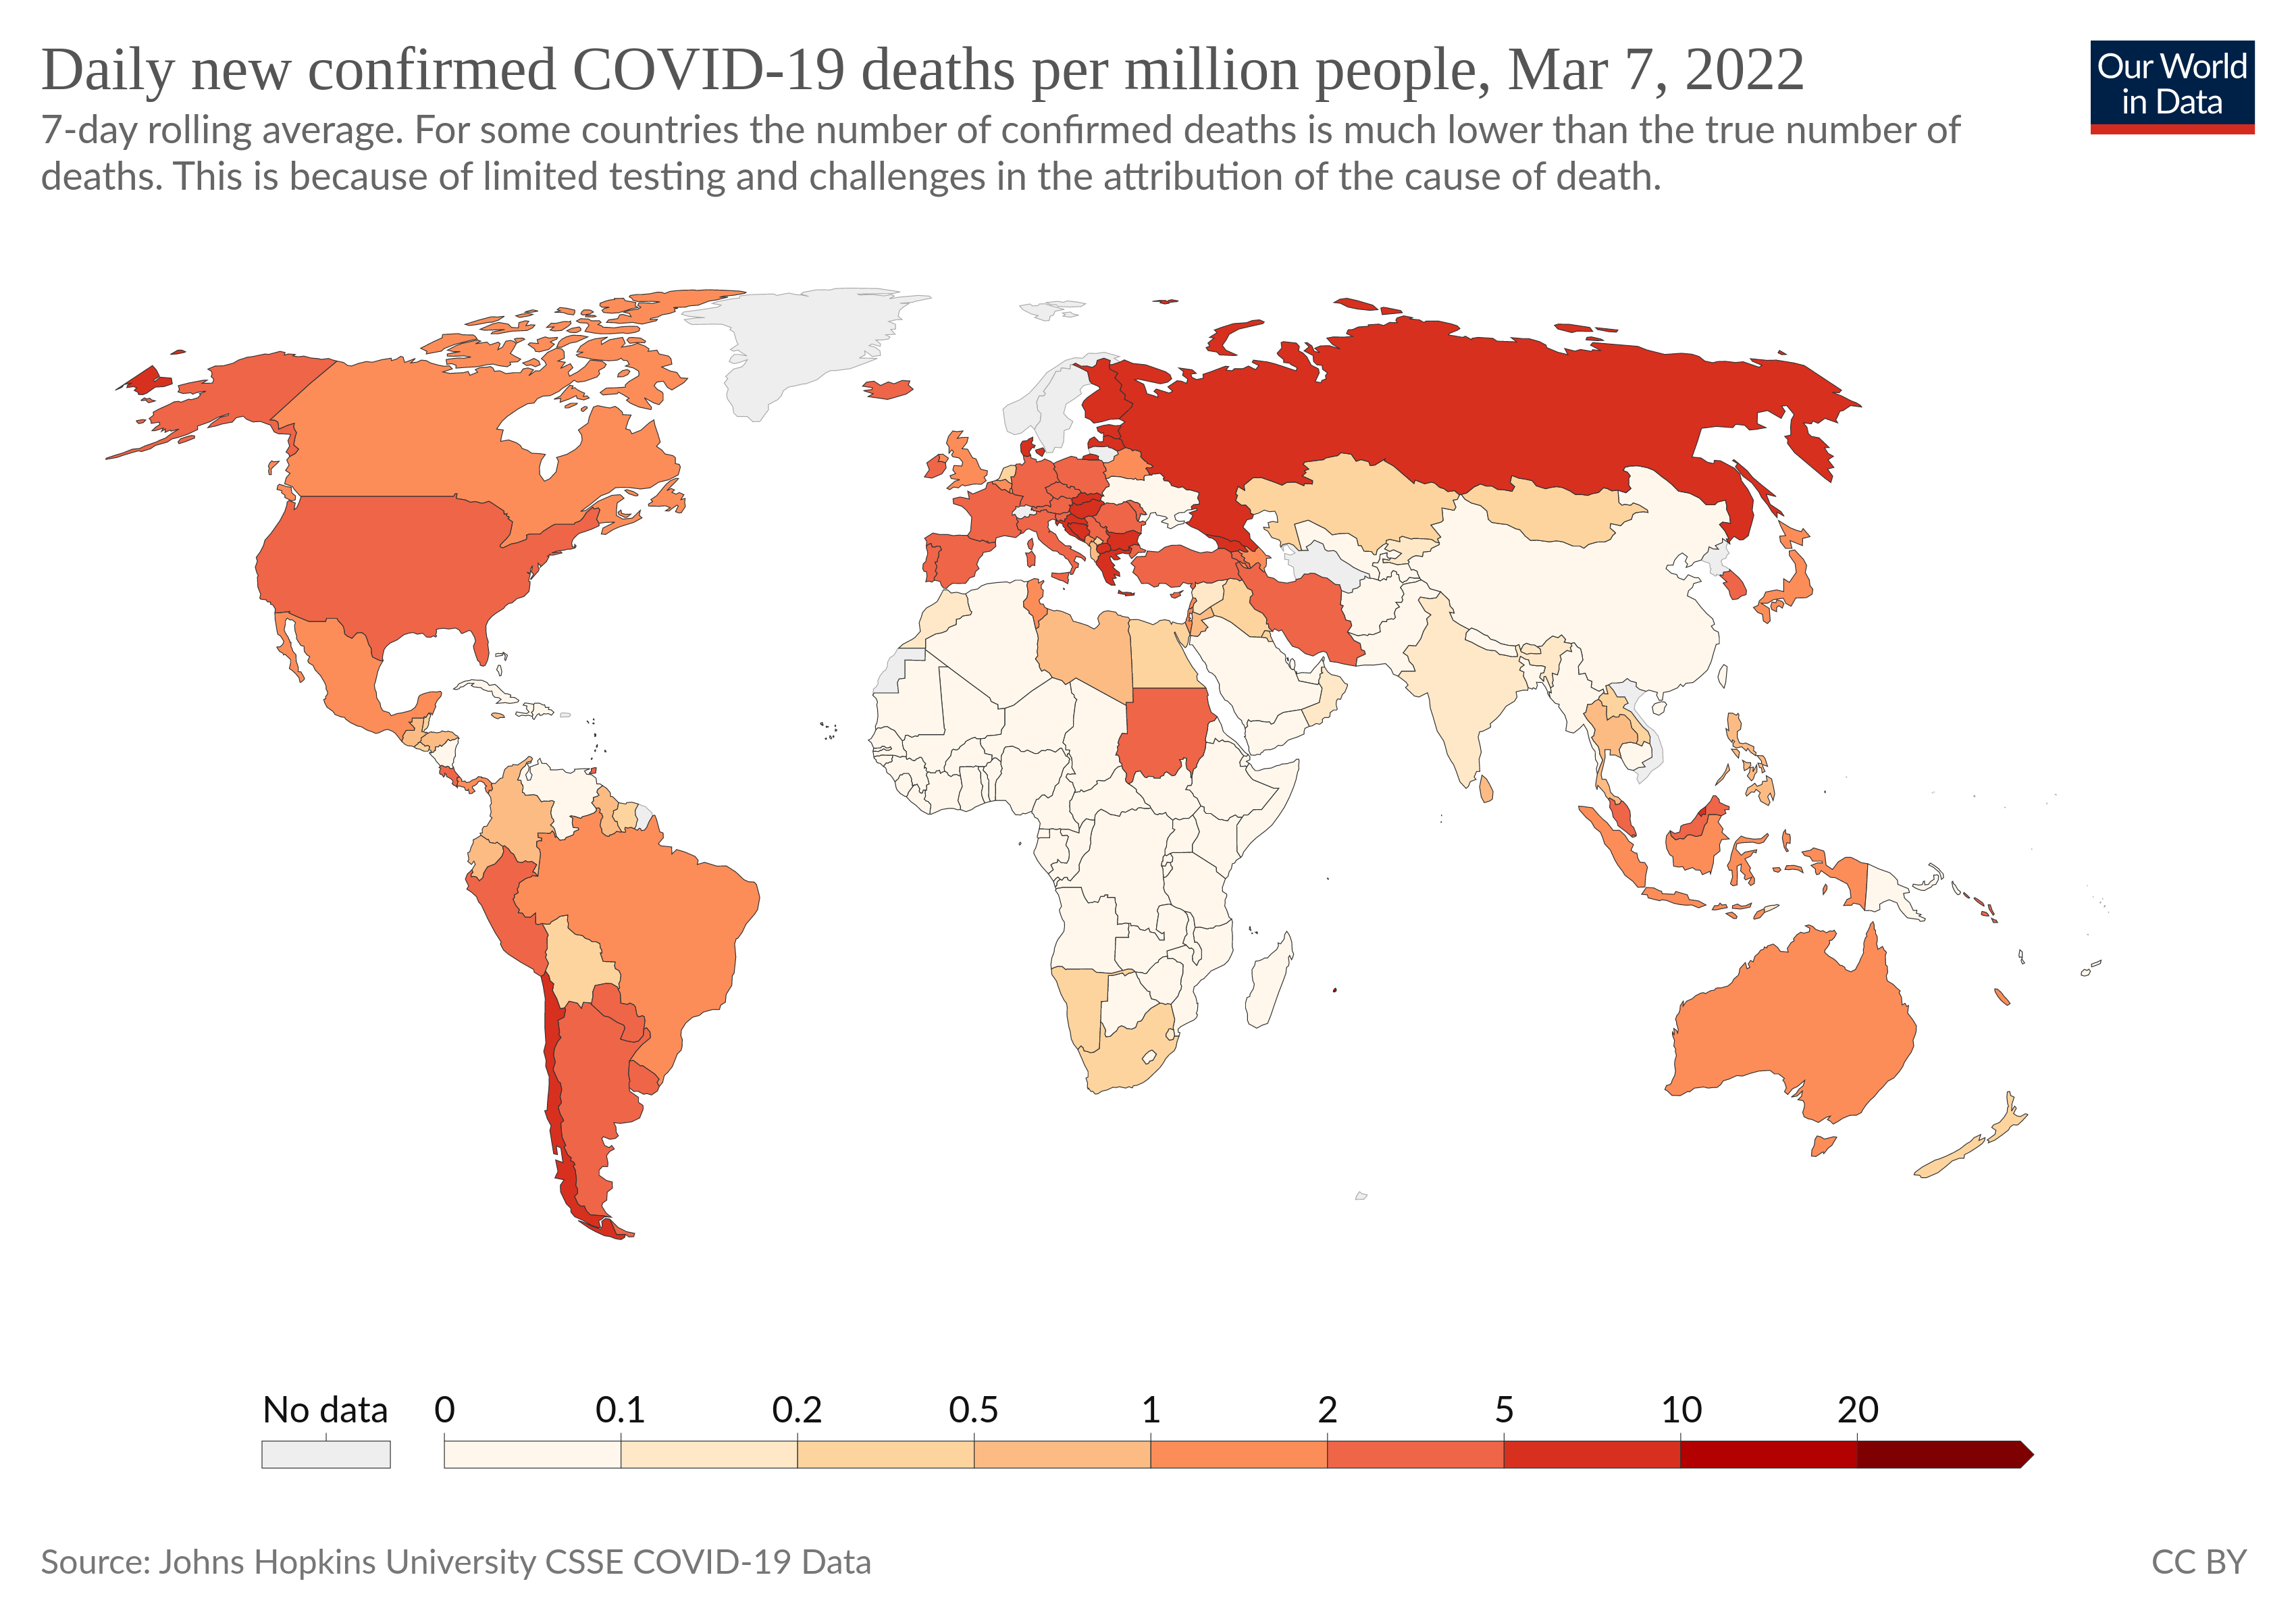 Daily new confirmed COVID-19 deaths per million people, Mar 7, 2022
Our World
in Data
7-day rolling average. For some countries the number of confirmed deaths is much lower than the true number of
deaths. This is because of limited testing and challenges in the attribution of the cause of death.
No data 0 0.1 0.2 0.5 1 2 5 10 20
Source: Johns Hopkins University CSSE COVID-19 Data CC BY